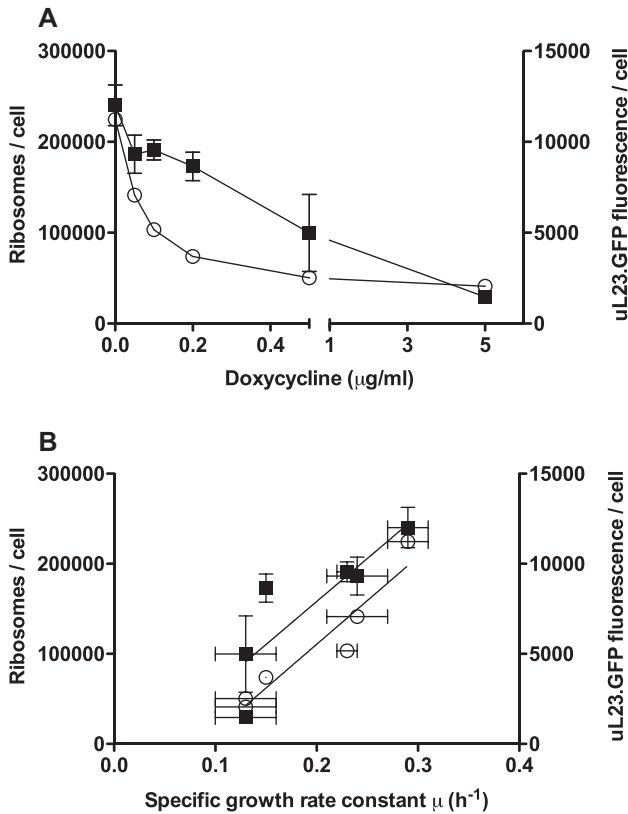 A
300000
200000
100000
0
Ribosomes / cell
15000
10000
5000
0
uL23.GFP fluorescence / cell
0.0 0.2 0.4 1 3 5
Doxycycline (μg/ml)
B
300000
200000
100000
0
Ribosomes / cell
15000
10000
5000
0
uL23.GFP fluorescence / cell
0.0 0.1 0.2 0.3 0.4
Specific growth rate constant μ (h⁻¹)